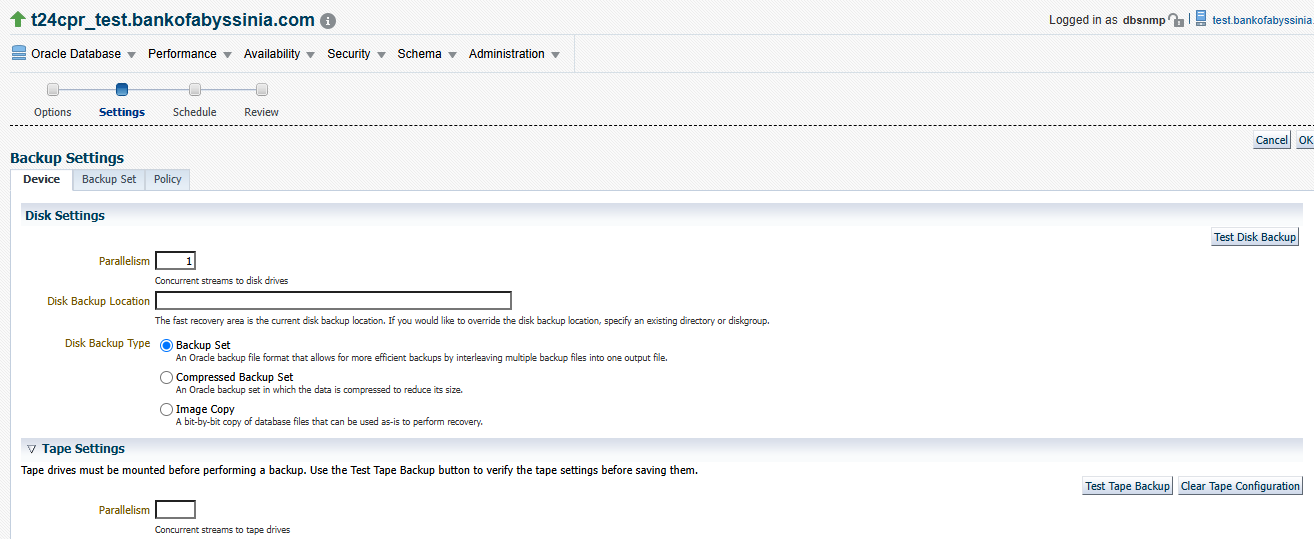 t24cpr_test.bankofabyssinia.com
Logged in as dbsnmp
test.bankofabyssinia.
Oracle Database Performance Availability Security Schema Administration
Options Settings Schedule Review
Cancel OK
Backup Settings
Device Backup Set Policy
Disk Settings
Test Disk Backup
Parallelism 1
Concurrent streams to disk drives
Disk Backup Location
The fast recovery area is the current disk backup location. If you would like to override the disk backup location, specify an existing directory or diskgroup.
Disk Backup Type Backup Set
An Oracle backup file format that allows for more efficient backups by interleaving multiple backup files into one output file.
Compressed Backup Set
An Oracle backup set in which the data is compressed to reduce its size.
Image Copy
A bit-by-bit copy of database files that can be used as-is to perform recovery.
Tape Settings
Tape drives must be mounted before performing a backup. Use the Test Tape Backup button to verify the tape settings before saving them.
Test Tape Backup Clear Tape Configuration
Parallelism
Concurrent streams to tape drives